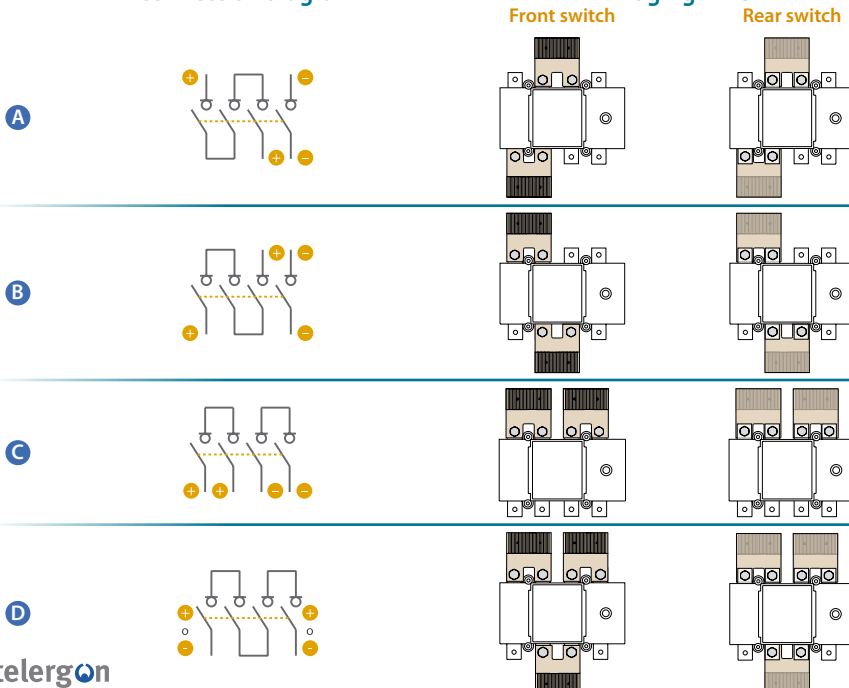 Front switch
Rear switch
A
+
-
+
-
B
+
-
+
-
C
+
+
-
-
D
+
+
o
o
-
-
telergon